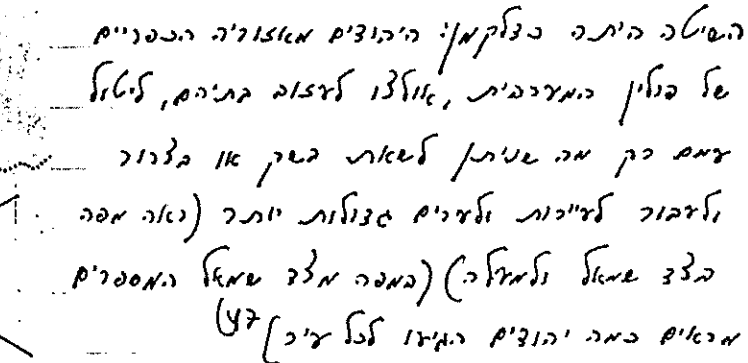 השיטה היתה כדלקמן: היהודים מאזוריה הכפריים
של פולין המערבית, אולצו לעזוב בתיהם, ליטול
עמם רק מה שניתן לשאת בשק או בצרור
ולעבור לעיירות ולערים גדולות יותר (ראה מפה
בצד שמאל ולמעלה) (במפה מצד שמאל המספרים
מראים כמה יהודים הגיעו לכל עיר)